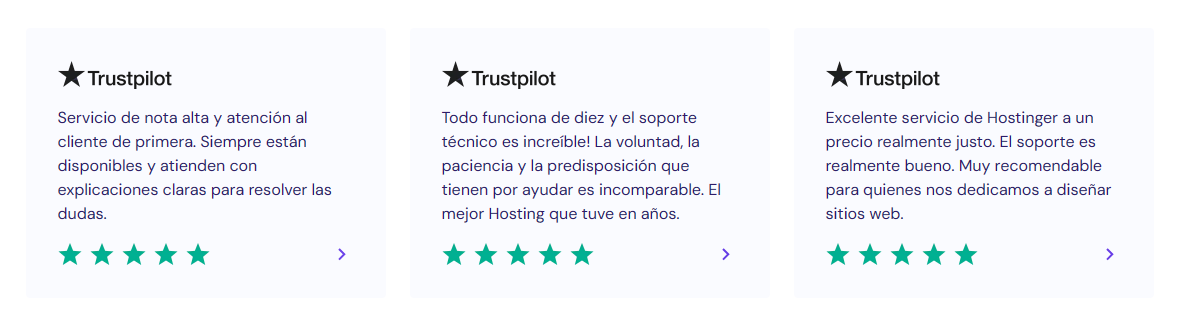 Trustpilot
Servicio de nota alta y atención al
cliente de primera. Siempre están
disponibles y atienden con
explicaciones claras para resolver las
dudas.
Trustpilot
Todo funciona de diez y el soporte
técnico es increíble! La voluntad, la
paciencia y la predisposición que
tienen por ayudar es incomparable. El
mejor Hosting que tuve en años.
Trustpilot
Excelente servicio de Hostinger a un
precio realmente justo. El soporte es
realmente bueno. Muy recomendable
para quienes nos dedicamos a diseñar
sitios web.